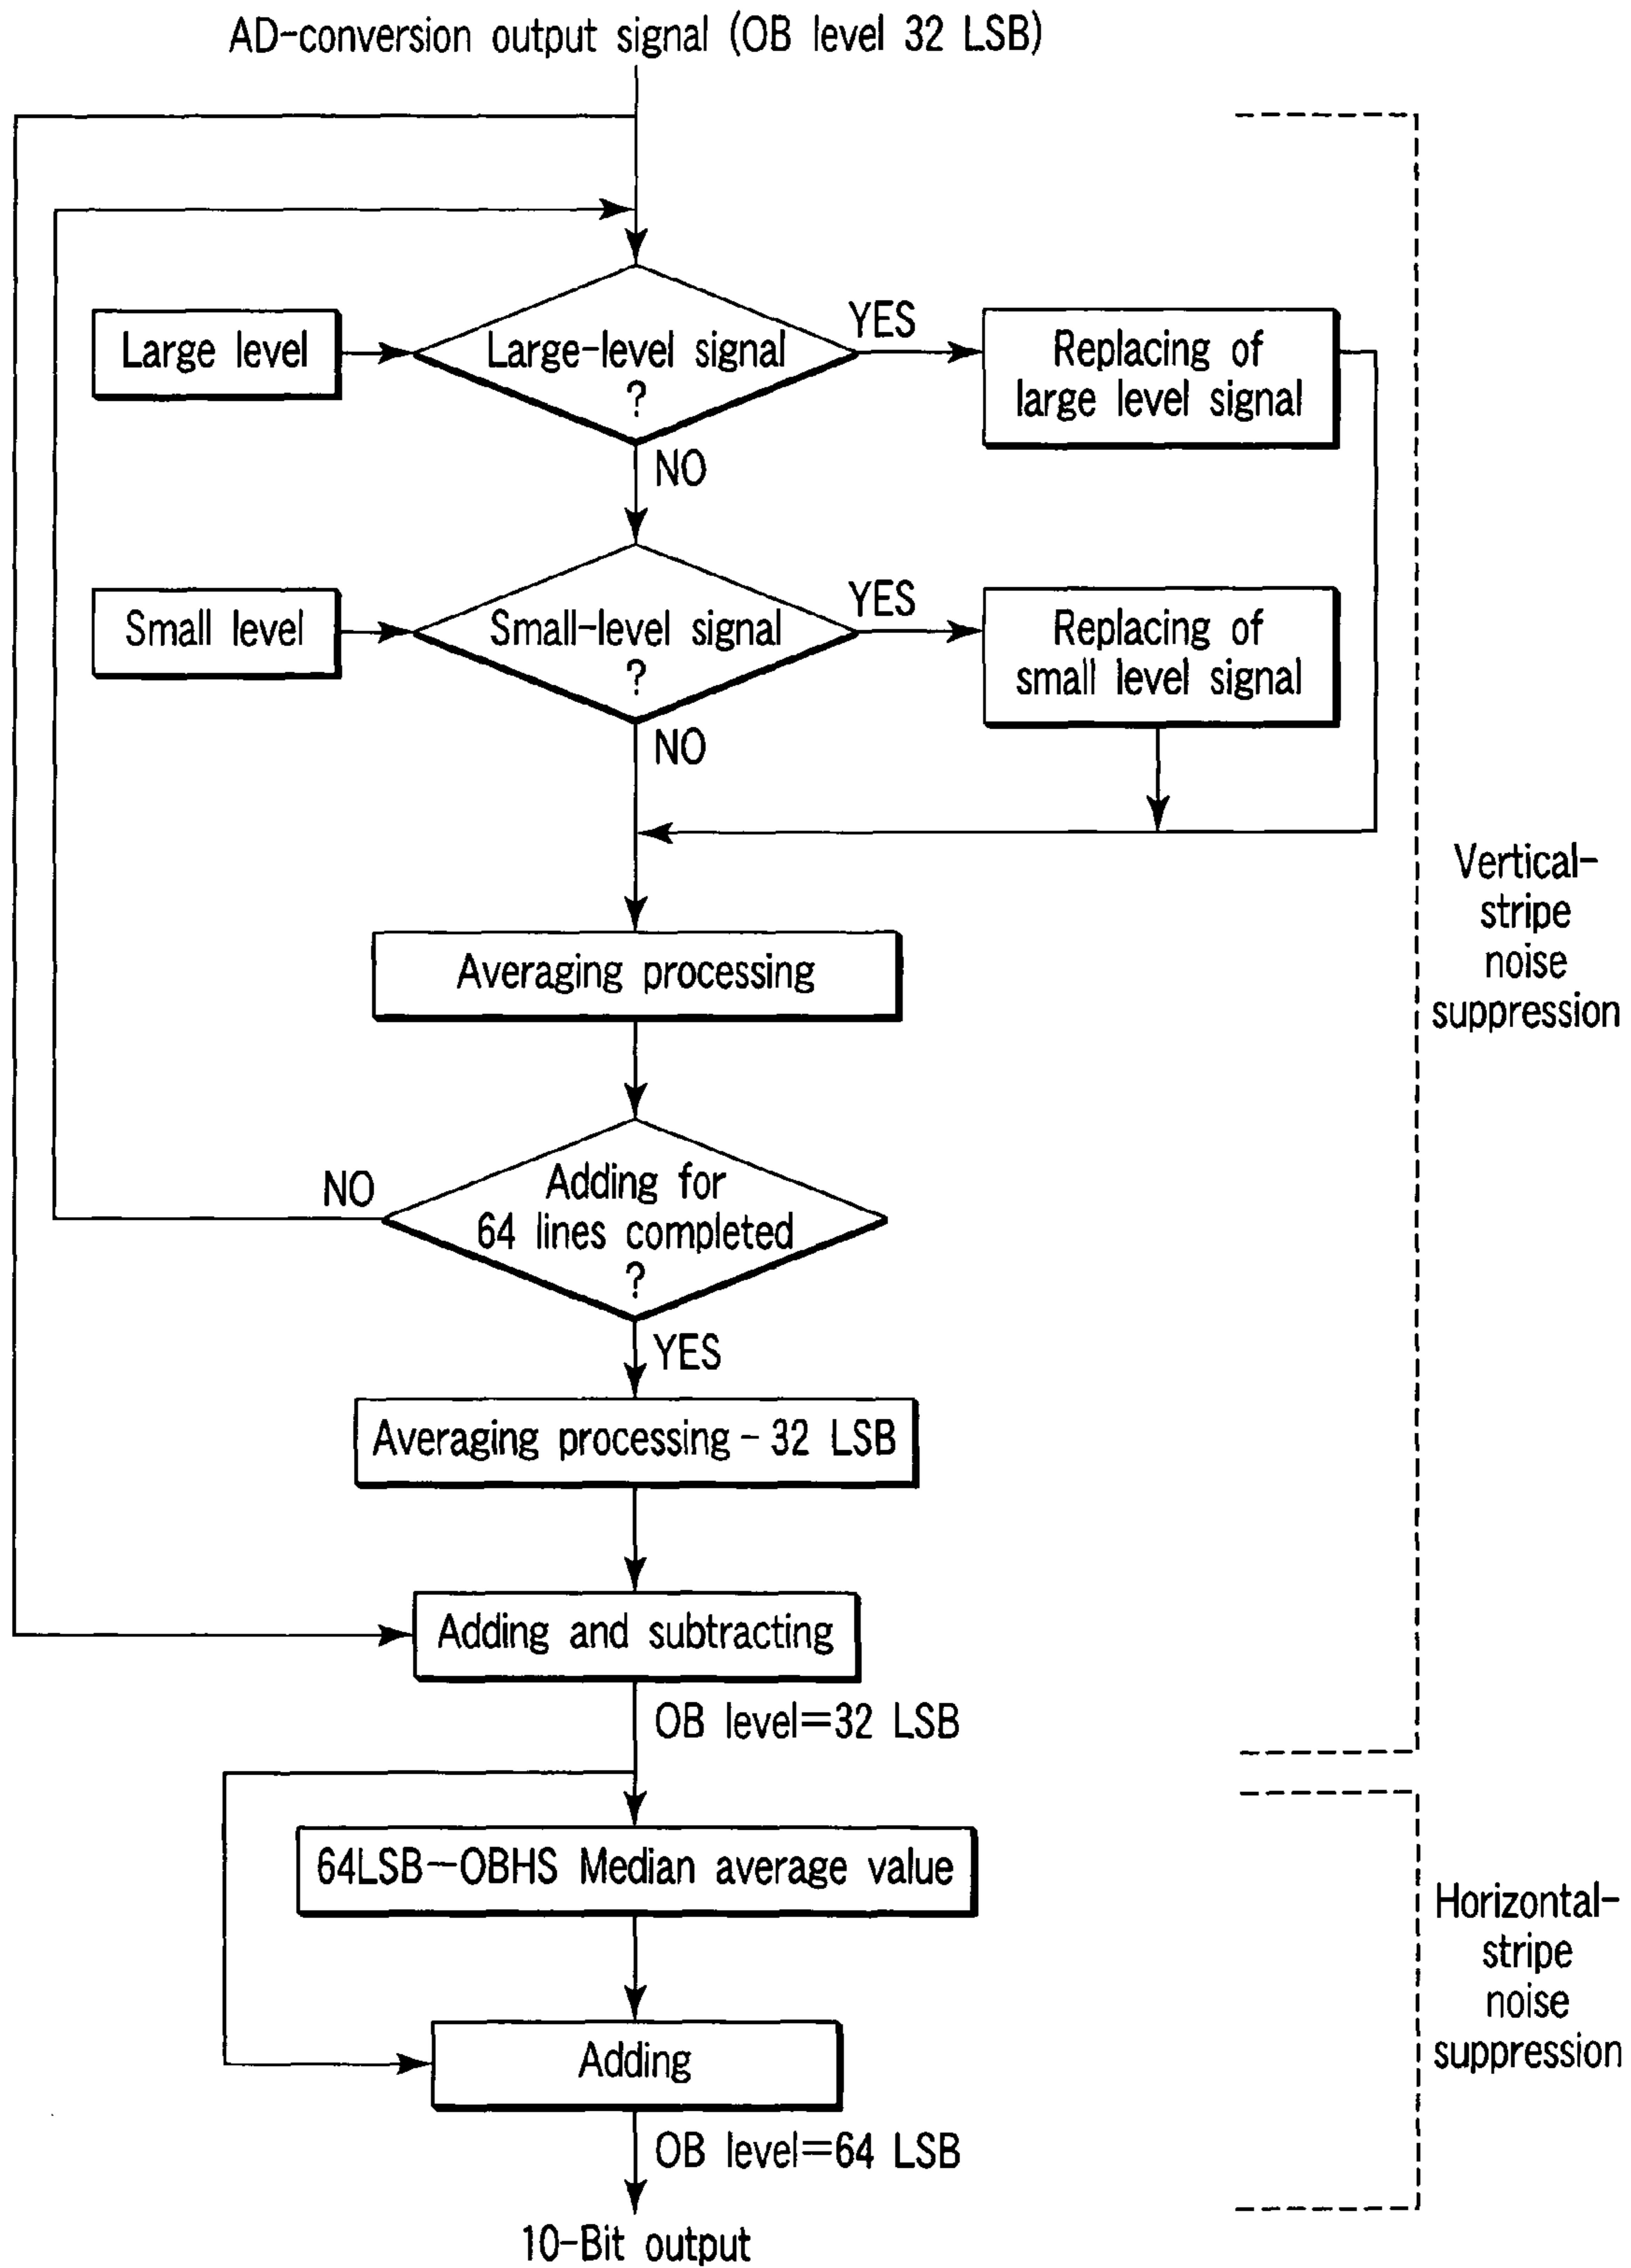 AD-conversion output signal (OB level 32 LSB)
Large level
Large-level signal
?
YES
Replacing of
large level signal
NO
Small level
Small-level signal
?
YES
Replacing of
small level signal
NO
Averaging processing
Adding for
64 lines completed
?
NO
YES
Averaging processing - 32 LSB
Adding and subtracting
OB level=32 LSB
Vertical-
stripe
noise
suppression
64LSB-OBHS Median average value
Adding
OB level=64 LSB
10-Bit output
Horizontal-
stripe
noise
suppression